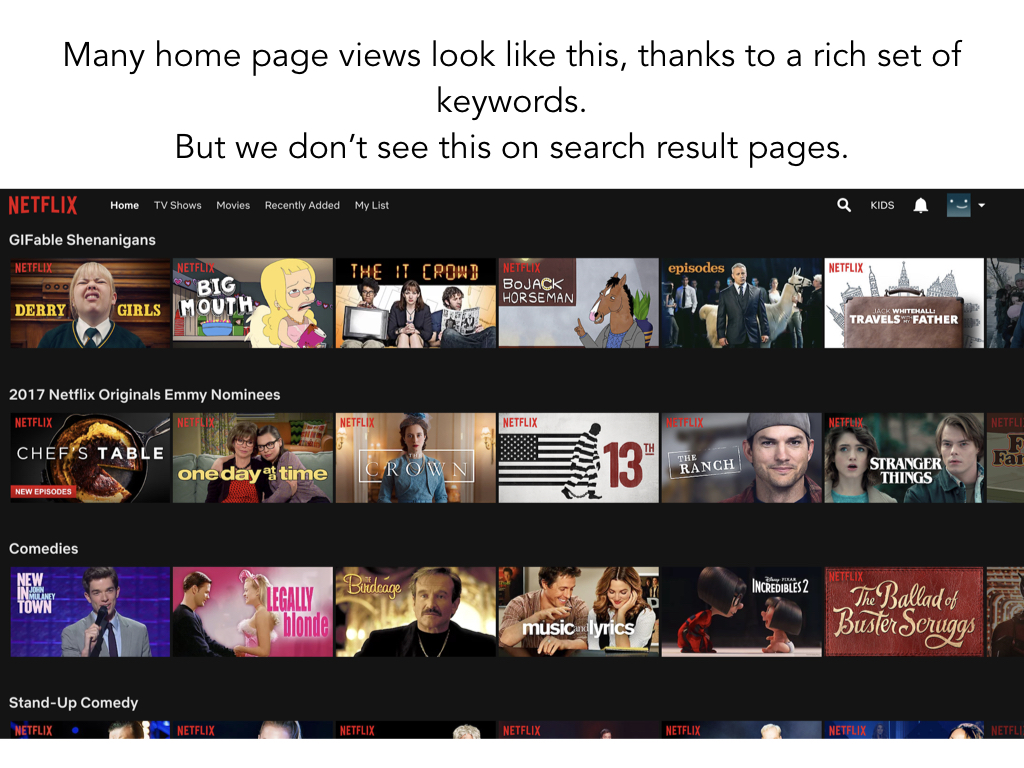 Many home page views look like this, thanks to a rich set of
keywords.
But we don’t see this on search result pages.
NETFLIX Home TV Shows Movies Recently Added My List KIDS
GIFable Shenanigans
NETFLIX
DERRY GIRLS
NETFLIX
BIG
MOUTH
THE IT CROWD
NETFLIX
BOJACK
HORSEMAN
episodes
NETFLIX
JACK WHITEHALL:
TRAVELS WITH MY FATHER
2017 Netflix Originals Emmy Nominees
NETFLIX
CHEF'S TABLE
NEW EPISODES
NETFLIX
one day at a time
NETFLIX
THE
CROWN
NETFLIX
13TH
NETFLIX
THE
RANCH
NETFLIX
STRANGER
THINGS
NETFLI
Comedies
NEW
IN
TOWN
JOHN
MULANEY
LEGALLY
blonde
THE
Birdcage
music and lyrics
Disney·PIXAR
INCREDIBLES 2
NETFLIX
The Ballad of
Buster Scruggs
Stand-Up Comedy
NETFLIX
NETFLIX
NETFLIX
NETFLIX
NETFLIX
NETFLIX
NETFLI